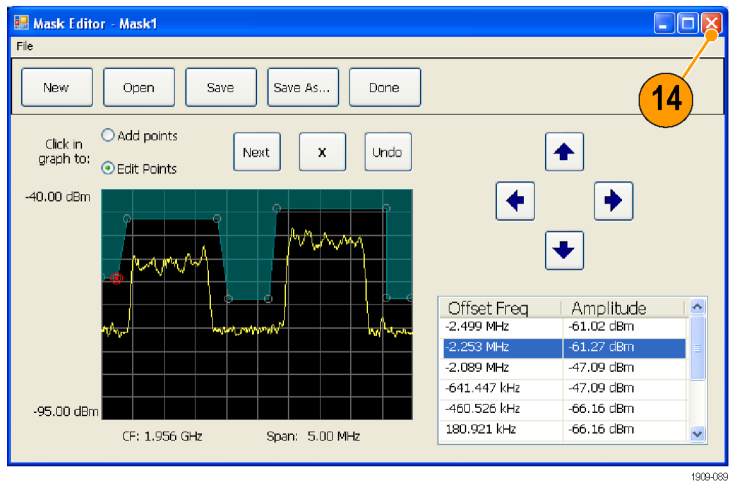 Mask Editor - Mask1
File
New Open Save Save As... Done
14
Click in graph to:
Add points
Edit Points
Next X Undo
-40.00 dBm
-95.00 dBm
CF: 1.956 GHz Span: 5.00 MHz
Offset Freq Amplitude
-2.499 MHz -61.02 dBm
-2.253 MHz -61.27 dBm
-2.089 MHz -47.09 dBm
-641.447 kHz -47.09 dBm
-460.526 kHz -66.16 dBm
180.921 kHz -66.16 dBm
1909-089